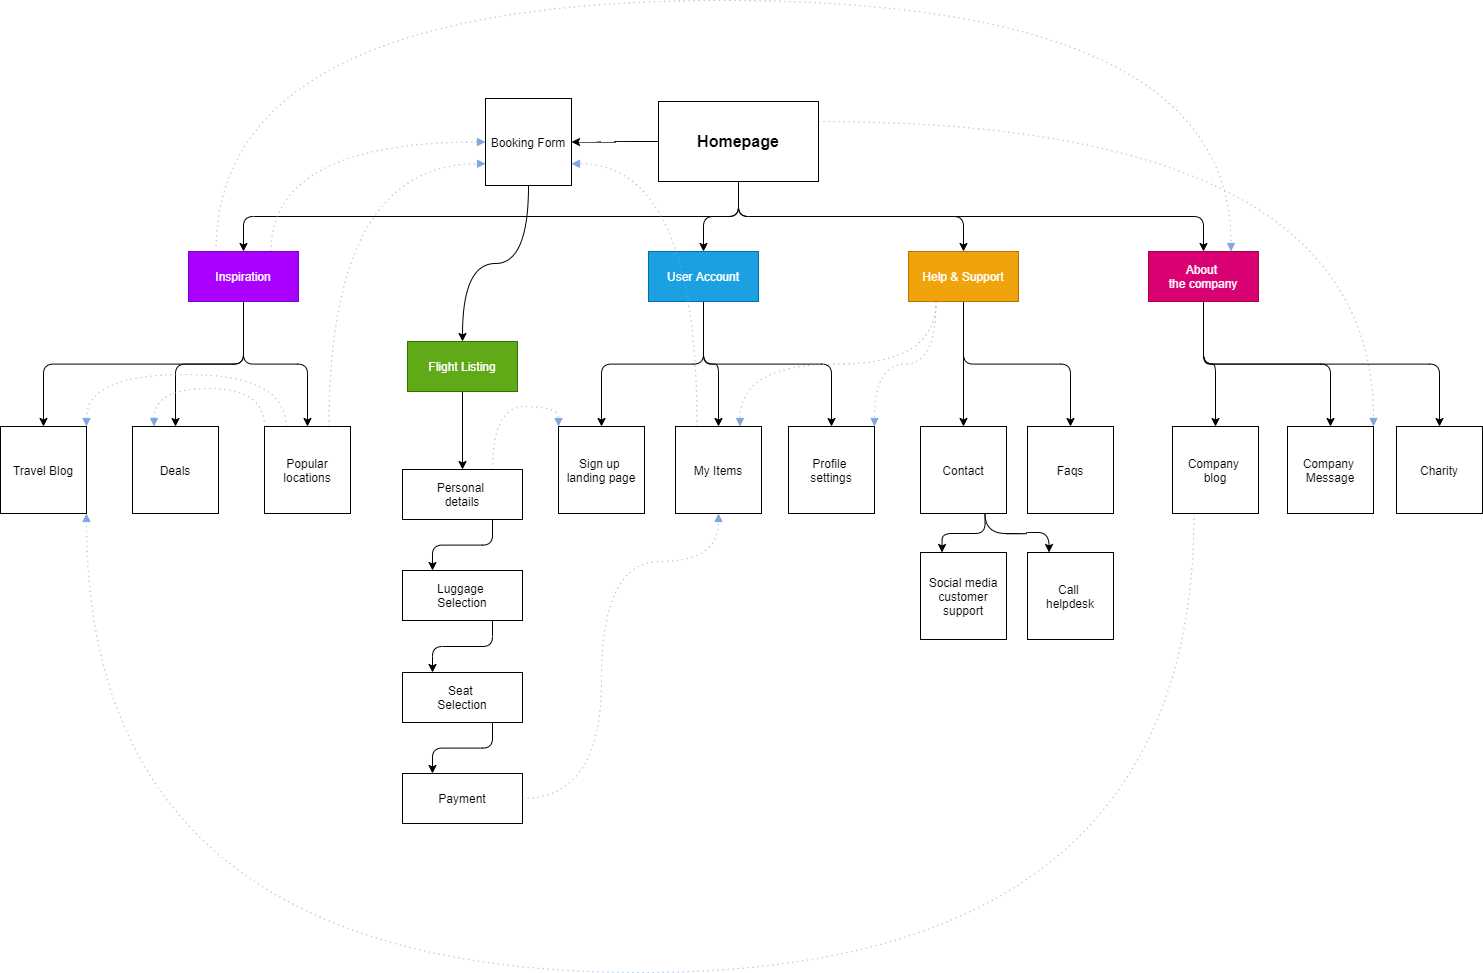 Booking Form
Homepage
Inspiration
User Account
Help & Support
About
the company
Flight Listing
Travel Blog
Deals
Popular
locations
Personal
details
Sign up
landing page
My Items
Profile
settings
Contact
Faqs
Company
blog
Company
Message
Charity
Luggage
Selection
Social media
customer
support
Call
helpdesk
Seat
Selection
Payment